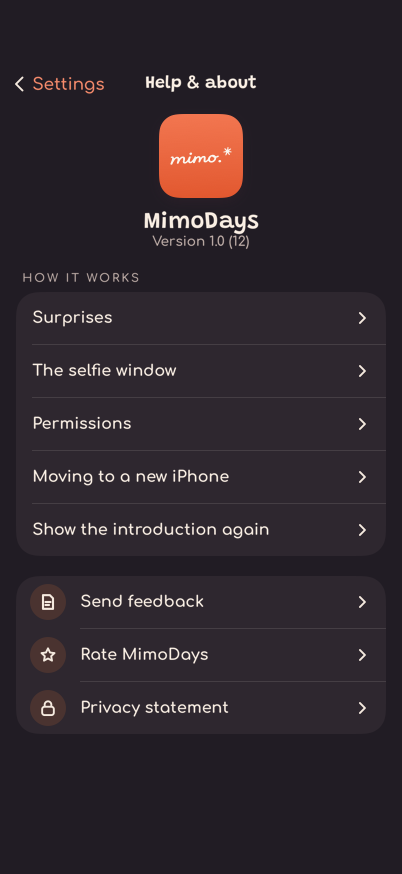 Settings
Help & about
mimo.*
MimoDays
Version 1.0 (12)
HOW IT WORKS
Surprises
The selfie window
Permissions
Moving to a new iPhone
Show the introduction again
Send feedback
Rate MimoDays
Privacy statement